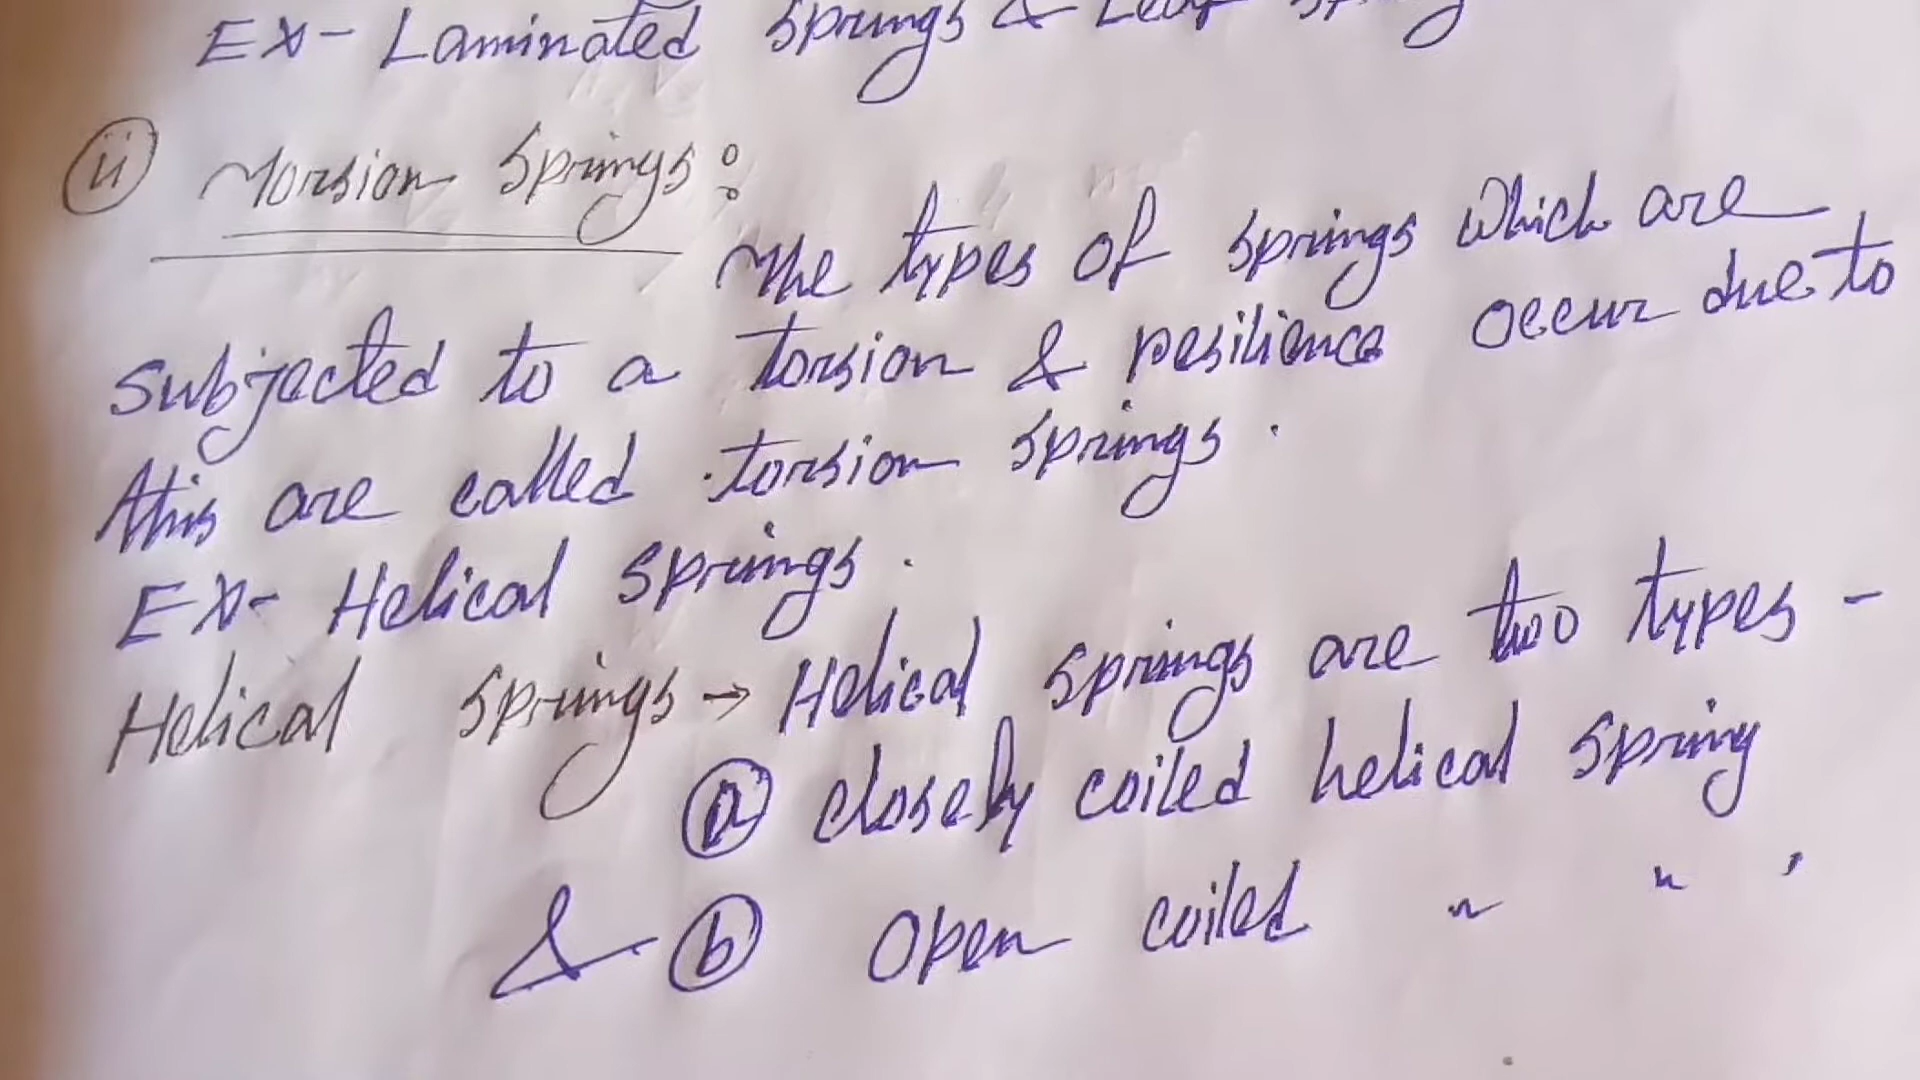 Ex- Laminated Springs & Leaf Spring
(ii) Torsion Springs:
The types of springs which are
subjected to a torsion & resilience occur due to
this are called torsion springs.
Ex- Helical springs.
Helical springs → Helical springs are two types -
(a) closely coiled helical spring
& (b) Open coiled " " ,